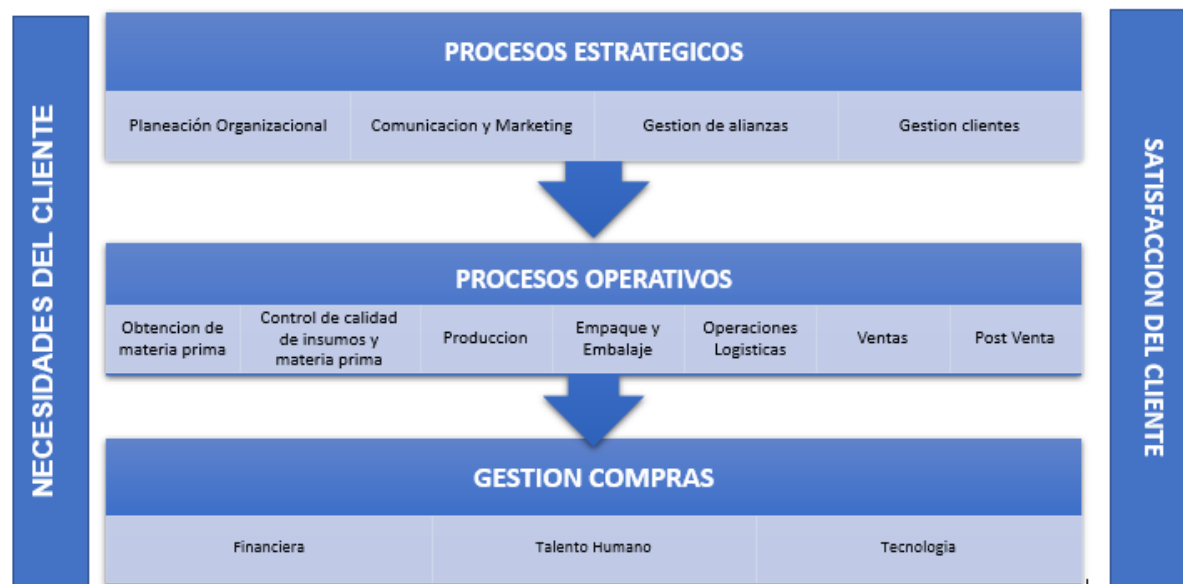 NECESIDADES DEL CLIENTE
PROCESOS ESTRATEGICOS
Planeación Organizacional
Comunicacion y Marketing
Gestion de alianzas
Gestion clientes
PROCESOS OPERATIVOS
Obtencion de
materia prima
Control de calidad
de insumos y
materia prima
Produccion
Empaque y
Embalaje
Operaciones
Logisticas
Ventas
Post Venta
GESTION COMPRAS
Financiera
Talento Humano
Tecnologia
SATISFACCION DEL CLIENTE